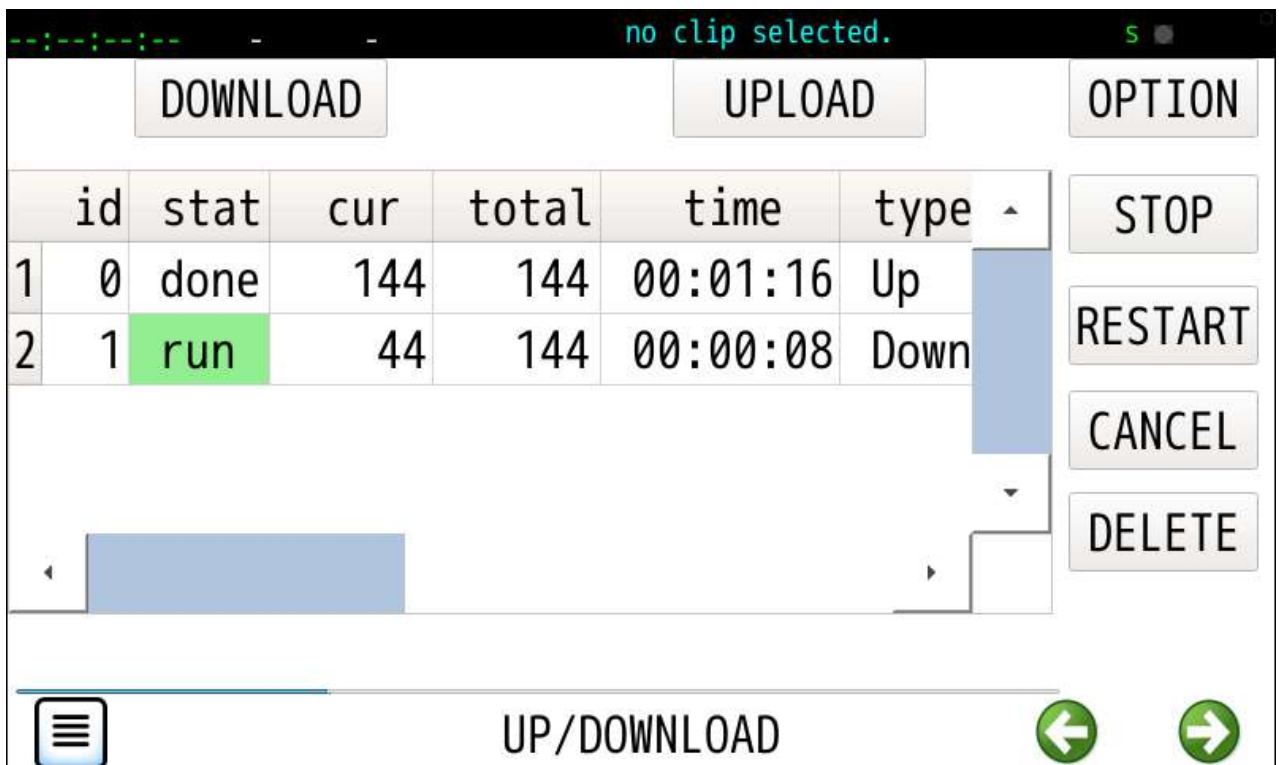 --:--:--:-- - - no clip selected. S
DOWNLOAD UPLOAD OPTION
id stat cur total time type
1 0 done 144 144 00:01:16 Up
2 1 run 44 144 00:00:08 Down
STOP
RESTART
CANCEL
DELETE
UP/DOWNLOAD